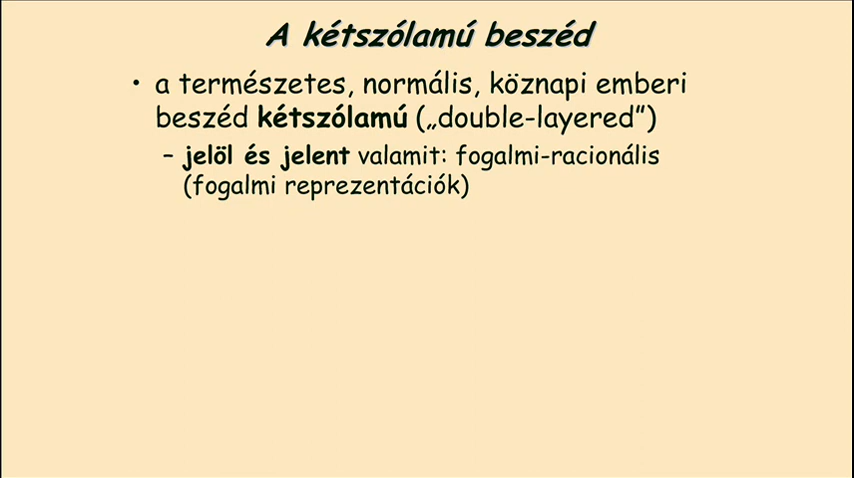 A kétszólamú beszéd
• a természetes, normális, köznapi emberi
beszéd kétszólamú („double-layered”)
– jelöl és jelent valamit: fogalmi-racionális
(fogalmi reprezentációk)